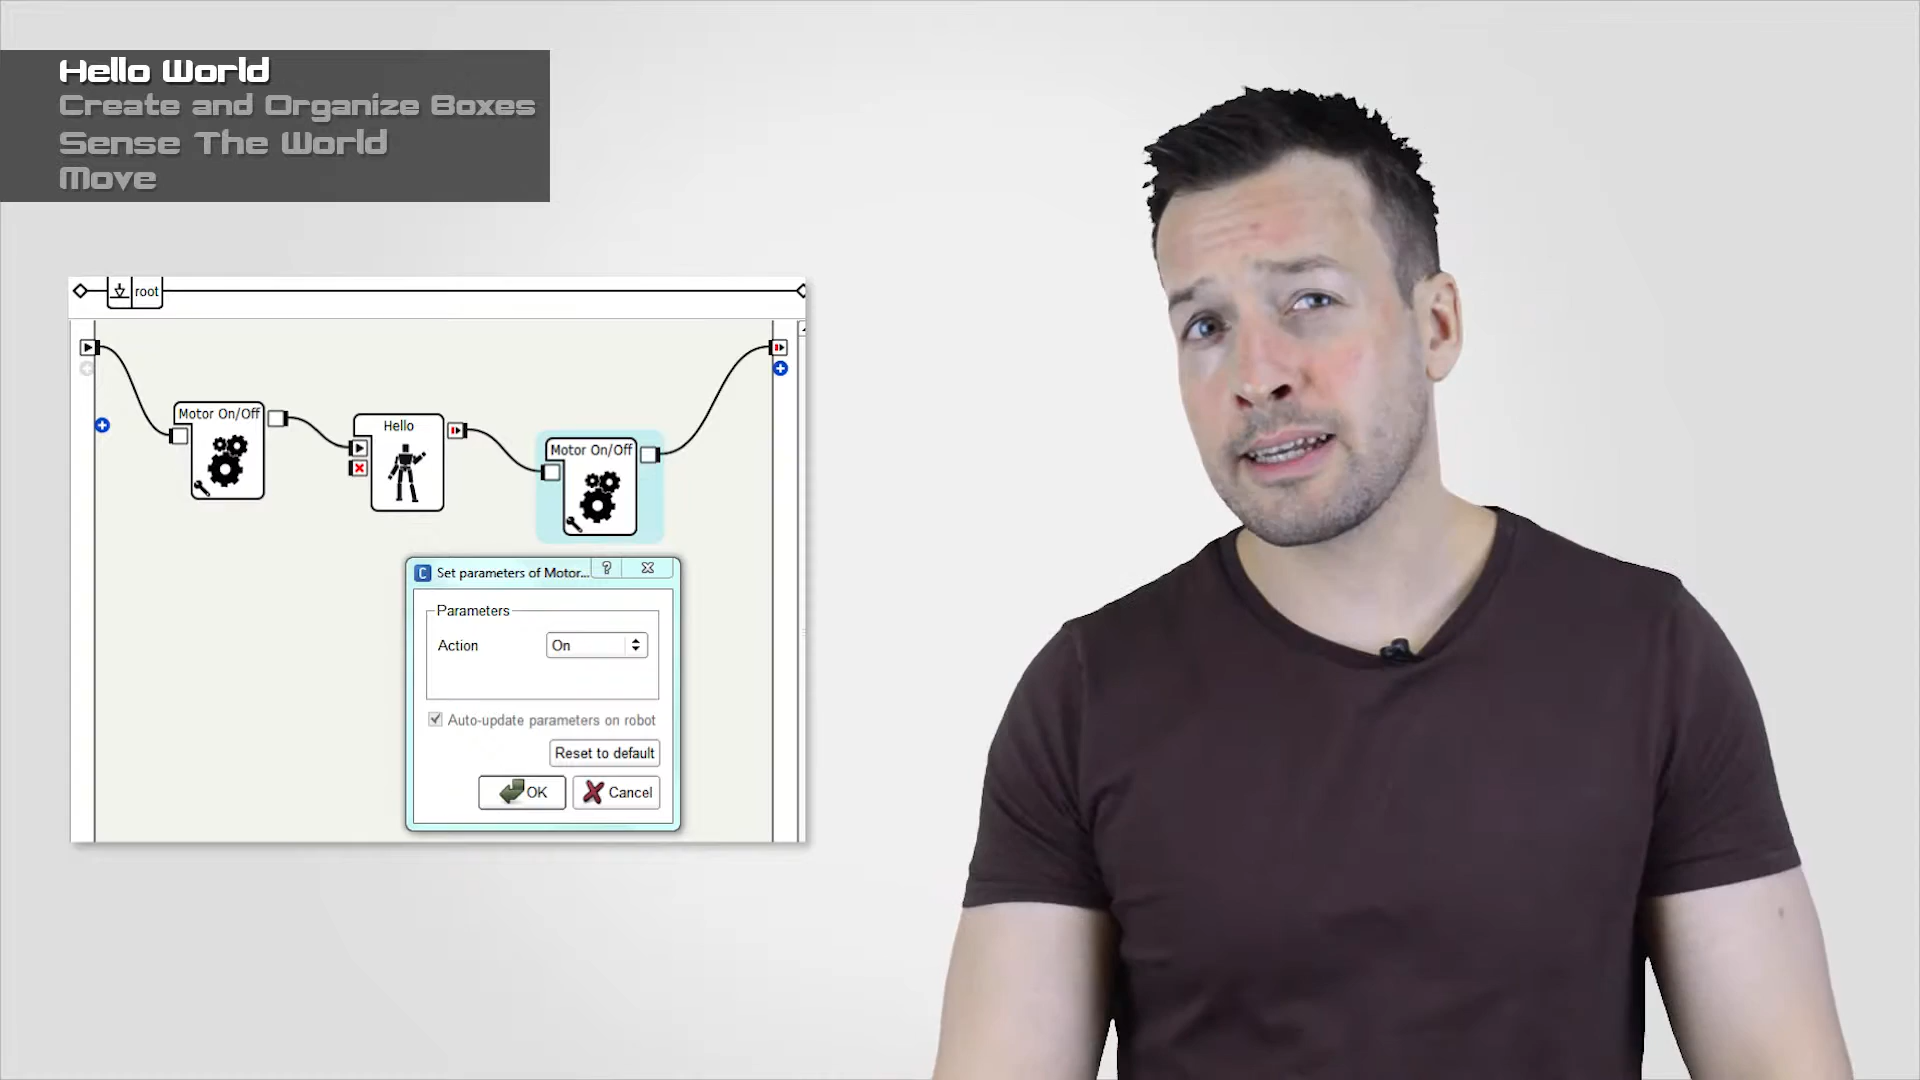 Hello World
Create and Organize Boxes
Sense The World
Move
root
Motor On/Off
Hello
Motor On/Off
Set parameters of Motor...
?
Parameters
Action
On
Auto-update parameters on robot
Reset to default
OK
Cancel